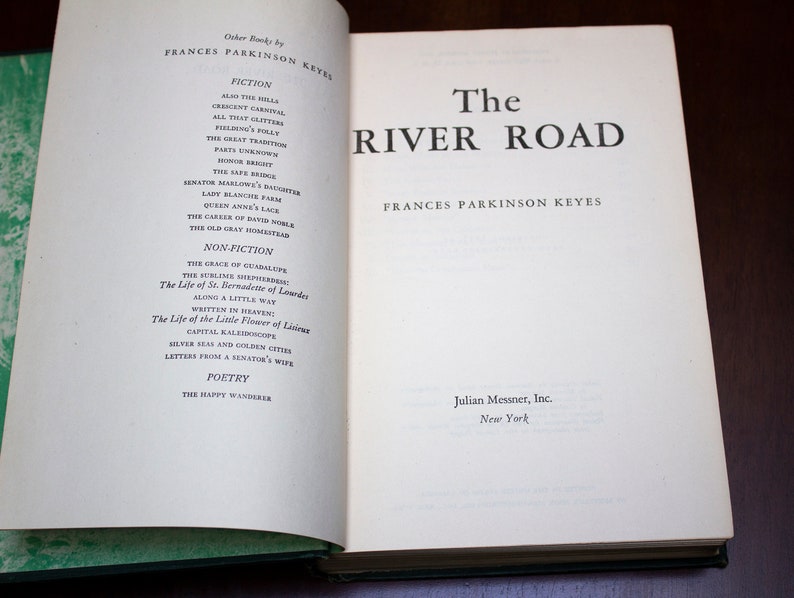 Other Books by
FRANCES PARKINSON KEYES
FICTION
ALSO THE HILLS
CRESCENT CARNIVAL
ALL THAT GLITTERS
FIELDING'S FOLLY
THE GREAT TRADITION
PARTS UNKNOWN
HONOR BRIGHT
THE SAFE BRIDGE
SENATOR MARLOWE'S DAUGHTER
LADY BLANCHE FARM
QUEEN ANNE'S LACE
THE CAREER OF DAVID NOBLE
THE OLD GRAY HOMESTEAD
NON-FICTION
THE GRACE OF GUADALUPE
THE SUBLIME SHEPHERDESS:
The Life of St. Bernadette of Lourdes
ALONG A LITTLE WAY
WRITTEN IN HEAVEN:
The Life of the Little Flower of Lisieux
CAPITAL KALEIDOSCOPE
SILVER SEAS AND GOLDEN CITIES
LETTERS FROM A SENATOR'S WIFE
POETRY
THE HAPPY WANDERER
The
RIVER ROAD
FRANCES PARKINSON KEYES
Julian Messner, Inc.
New York